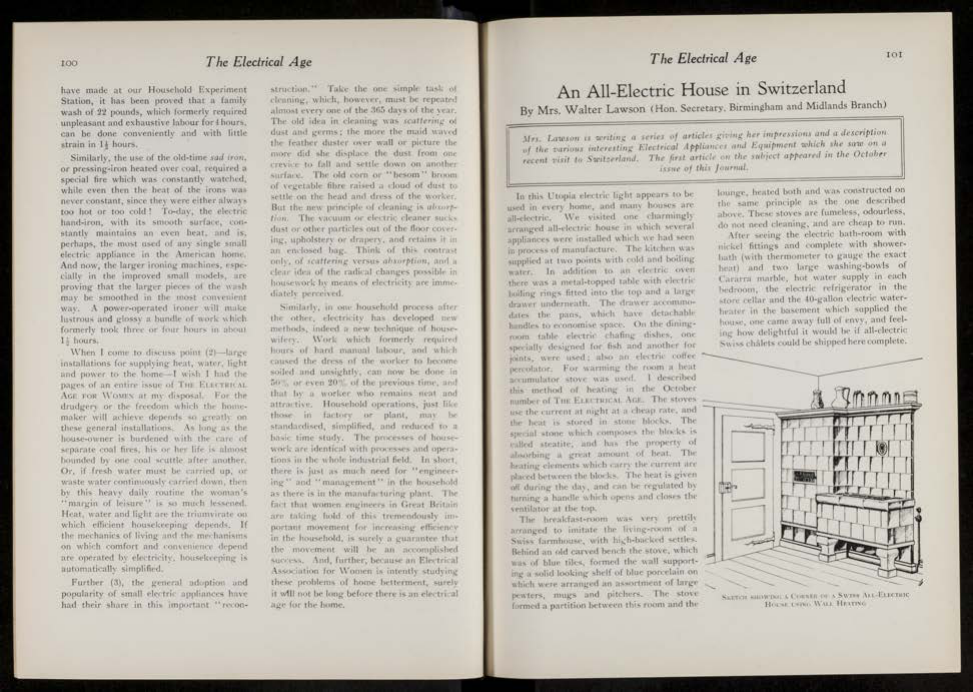 100
The Electrical Age
have made at our Household Experiment
Station, it has been proved that a family
wash of 22 pounds, which formerly required
unpleasant and exhaustive labour for hours,
can be done conveniently and with little
strain in 1½ hours.
Similarly, the use of the old-time sad iron,
or pressing-iron heated over coal, required a
special fire which was constantly watched,
while even then the heat of the irons was
never constant, since they were either always
too hot or too cold! To-day, the electric
hand-iron, with its smooth surface, con-
stantly maintains an even heat, and is,
perhaps, the most used of any single small
electric appliance in the American home.
And now, the larger ironing machines, espe-
cially in the improved small models, are
proving that the larger pieces of the wash
may be smoothed in the most convenient
way. A power-operated ironer will make
lustrous and glossy a bundle of work which
formerly took three or four hours in about
1½ hours.
When I come to discuss point (2)—large
installations for supplying heat, water, light
and power to the home—I wish I had the
pages of an entire issue of THE ELECTRICAL
AGE FOR WOMEN at my disposal. For the
drudgery or the freedom which the home-
maker will achieve depends so greatly on
these general installations. As long as the
house-owner is burdened with the care of
separate coal fires, his or her life is almost
bounded by one coal scuttle after another.
Or, if fresh water must be carried up, or
waste water continuously carried down, then
by this heavy daily routine the woman's
"margin of leisure" is so much lessened.
Heat, water and light are the triumvirate on
which efficient housekeeping depends. If
the mechanics of living and the mechanisms
on which comfort and convenience depend
are operated by electricity, housekeeping is
automatically simplified.
Further (3), the general adoption and
popularity of small electric appliances have
had their share in this important "recon-
struction." Take the one simple task of
cleaning, which, however, must be repeated
almost every one of the 365 days of the year.
The old idea in cleaning was scattering of
dust and germs; the more the maid waved
the feather duster over wall or picture the
more did she displace the dust from one
crevice to fall and settle down on another
surface. The old corn or "besom" broom
of vegetable fibre raised a cloud of dust to
settle on the head and dress of the worker.
But the new principle of cleaning is absorp-
tion. The vacuum or electric cleaner sucks
dust or other particles out of the floor cover-
ing, upholstery or drapery, and retains it in
an enclosed bag. Think of this contrast
only, of scattering versus absorption, and a
clear idea of the radical changes possible in
housework by means of electricity are imme-
diately perceived.
Similarly, in one household process after
the other, electricity has developed new
methods, indeed a new technique of house-
wifery. Work which formerly required
hours of hard manual labour, and which
caused the dress of the worker to become
soiled and unsightly, can now be done in
50% or even 20% of the previous time, and
that by a worker who remains neat and
attractive. Household operations, just like
those in factory or plant, may be
standardised, simplified, and reduced to a
basic time study. The processes of house-
work are identical with processes and opera-
tions in the whole industrial field. In short,
there is just as much need for "engineer-
ing" and "management" in the household
as there is in the manufacturing plant. The
fact that women engineers in Great Britain
are taking hold of this tremendously im-
portant movement for increasing efficience
in the household, is surely a guarantee that
the movement will be an accomplished
success. And, further, because an Electrical
Association for Women is intently studying
these problems of home betterment, surely
it will not be long before there is an electrical
age for the home.
The Electrical Age
101
An All-Electric House in Switzerland
By Mrs. Walter Lawson (Hon. Secretary, Birmingham and Midlands Branch)
Mrs. Lawson is writing a series of articles giving her impressions and a description
of the various interesting Electrical Appliances and Equipment which she saw on a
recent visit to Switzerland. The first article on the subject appeared in the October
issue of this Journal.
In this Utopia electric light appears to be
used in every home, and many houses are
all-electric. We visited one charmingly
arranged all-electric house in which several
appliances were installed which we had seen
in process of manufacture. The kitchen was
supplied at two points with cold and boiling
water. In addition to an electric oven
there was a metal-topped table with electric
boiling rings fitted into the top and a large
drawer underneath. The drawer accommo-
dates the pans, which have detachable
handles to economise space. On the dining-
room table electric chafing dishes, one
specially designed for fish and another for
joints, were used; also an electric coffee
percolator. For warming the room a heat
accumulator stove was used. I described
this method of heating in the October
number of THE ELECTRICAL AGE. The stoves
use the current at night at a cheap rate, and
the heat is stored in stone blocks. The
special stone which composes the blocks is
called steatite, and has the property of
absorbing a great amount of heat. The
heating elements which carry the current are
placed between the blocks. The heat is given
off during the day, and can be regulated by
turning a handle which opens and closes the
ventilator at the top.
The breakfast-room was very prettily
arranged to imitate the living-room of a
Swiss farmhouse, with high-backed settles.
Behind an old carved bench the stove, which
was of blue tiles, formed the wall support-
ing a solid looking shelf of blue porcelain on
which were arranged an assortment of large
pewters, mugs and pitchers. The stove
formed a partition between this room and the
lounge, heated both and was constructed on
the same principle as the one described
above. These stoves are fumeless, odourless,
do not need cleaning, and are cheap to run.
After seeing the electric bath-room with
nickel fittings and complete with shower-
bath (with thermometer to gauge the exact
heat) and two large washing-bowls of
Cararra marble, hot water supply in each
bedroom, the electric refrigerator in the
store cellar and the 40-gallon electric water-
heater in the basement which supplied the
house, one came away full of envy, and feel-
ing how delightful it would be if all-electric
Swiss châlets could be shipped here complete.
SKETCH SHOWING A CORNER OF A SWISS ALL-ELECTRIC
HOUSE USING WALL HEATING